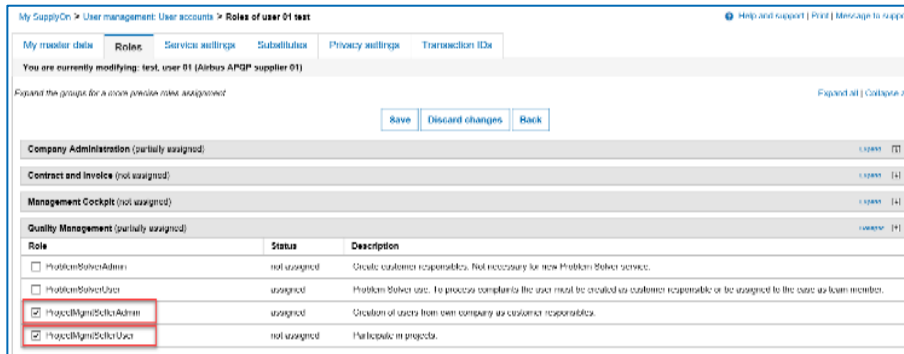 My SupplyOn > User management: User accounts > Roles of user 01 test
Help and support | Print | Message to suppo
My master data Roles Service settings Substitutes Privacy settings Transaction IDs
You are currently modifying: test, user 01 (Airbus APQP supplier 01)
Expand the groups for a more precise roles assignment
Expand all | Collapse a
Save Discard changes Back
Company Administration (partially assigned) Expand [+]
Contract and Invoice (not assigned) Expand [+]
Management Cockpit (not assigned) Expand [+]
Quality Management (partially assigned) Collapse
Role Status Description
ProblemSolverAdmin not assigned Create customer responsibles. Not necessary for new Problem Solver service.
ProblemSolverUser assigned Problem Solver use. To process complaints the user must be created as customer responsible or be assigned to the case as team member.
ProjectMgmtSellerAdmin assigned Creation of users from own company as customer responsibles.
ProjectMgmtSellerUser not assigned Participate in projects.